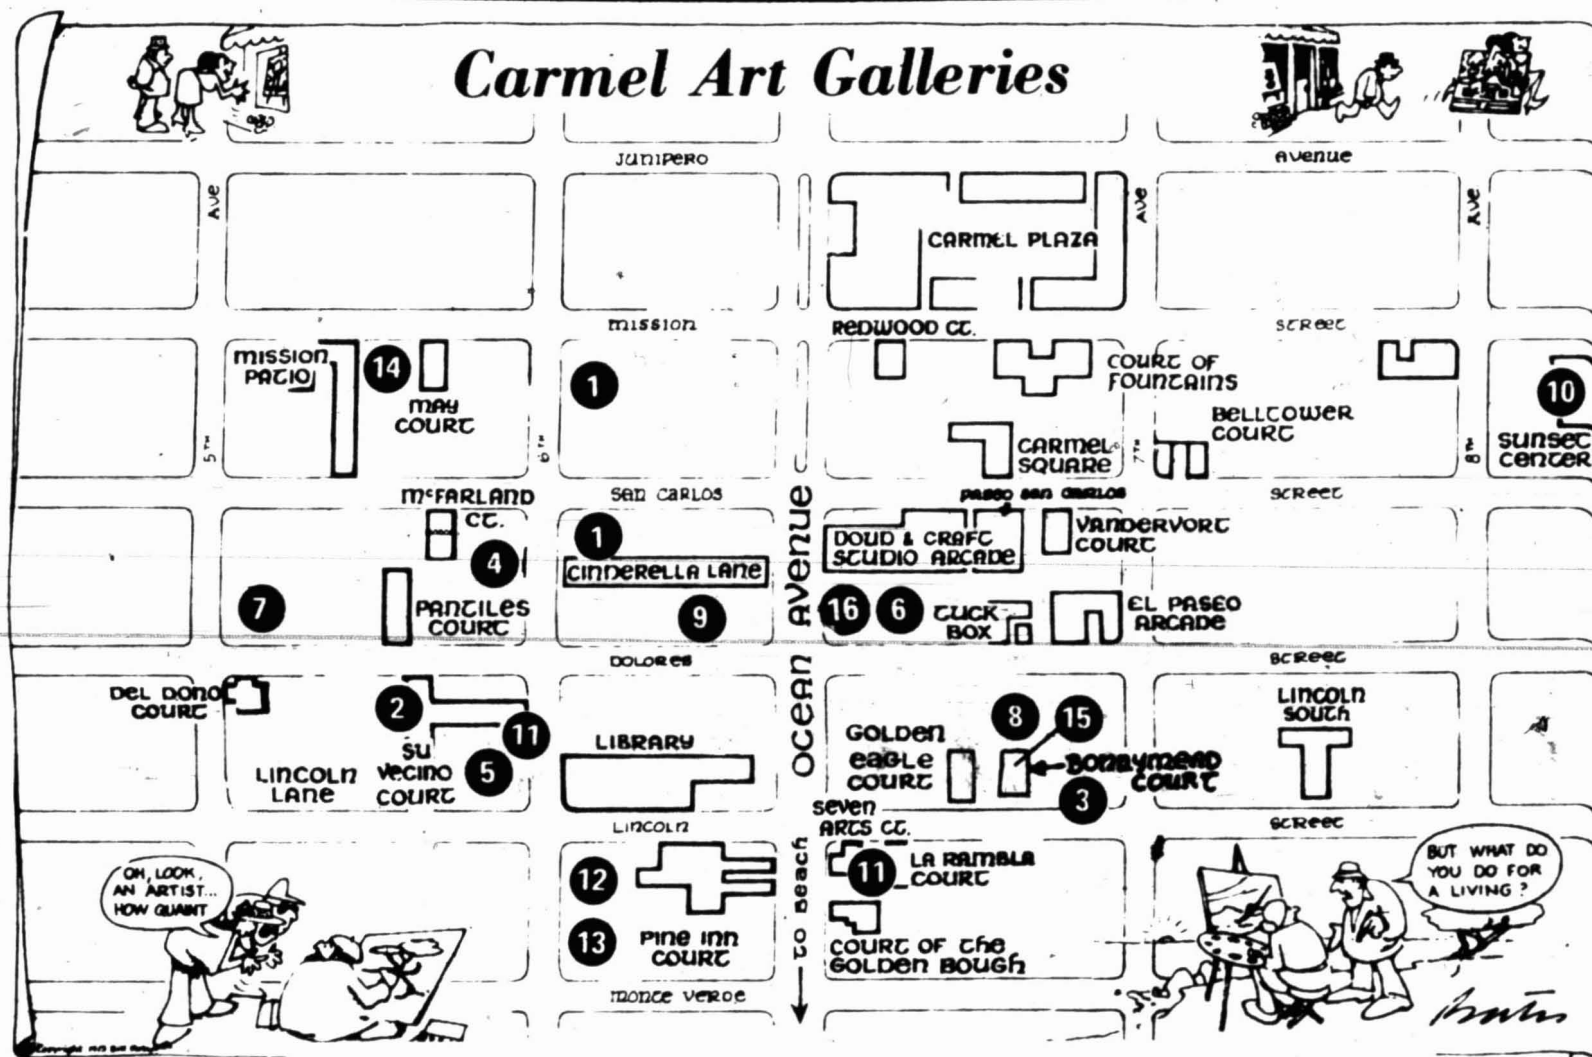 Carmel Art Galleries
JUNIPERO
AVENUE
AVE
AVE
AVE
CARMEL PLAZA
MISSION
STREET
REDWOOD CT.
MISSION
PATIO
14
MAY
COURT
1
COURT OF
FOUNTAINS
BELLTOWER
COURT
10
SUNSET
CENTER
CARMEL
SQUARE
5TH
6TH
7TH
8TH
SAN CARLOS
STREET
PASEO SAN CARLOS
McFARLAND
CT.
4
1
CINDERELLA LANE
DOUD & CRAFT
STUDIO ARCADE
VANDERVORT
COURT
7
PANTILES
COURT
9
16
6
TUCK
BOX
EL PASEO
ARCADE
OCEAN AVENUE
DOLORES
STREET
DEL DONO
COURT
2
11
SU
VECINO
COURT
5
LINCOLN
LANE
LIBRARY
GOLDEN
EAGLE
COURT
8
15
BONNYMEAD
COURT
3
LINCOLN
SOUTH
LINCOLN
STREET
SEVEN
ARTS CT.
11
LA RAMBLA
COURT
12
13
PINE INN
COURT
TO BEACH
COURT OF THE
GOLDEN BOUGH
MONTE VERDE
OH, LOOK,
AN ARTIST...
HOW QUAINT
BUT WHAT DO
YOU DO FOR
A LIVING?
Bates